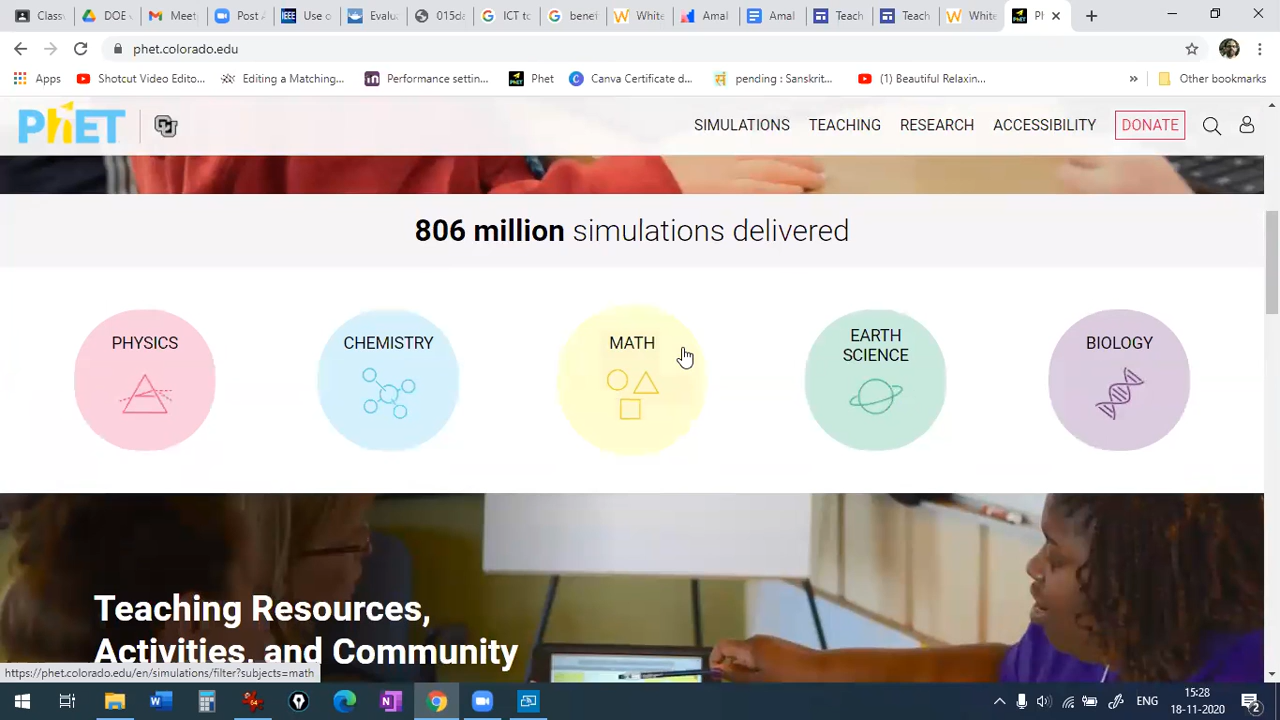 Class
DOE v
Meet
Post A
Use o
Evalu
015da
ICT to
benef
White
Amal
Amal
Teach
Teach
White
Ph
phet.colorado.edu
Apps
Shotcut Video Edito...
Editing a Matching...
Performance settin...
Phet
Canva Certificate d...
pending : Sanskrit...
(1) Beautiful Relaxin...
»
Other bookmarks
PhET
SIMULATIONS
TEACHING
RESEARCH
ACCESSIBILITY
DONATE
806 million simulations delivered
PHYSICS
CHEMISTRY
MATH
EARTH
SCIENCE
BIOLOGY
Teaching Resources,
Activities, and Community
https://phet.colorado.edu/en/simulations/filter?subjects=math
ENG
15:28
18-11-2020
2